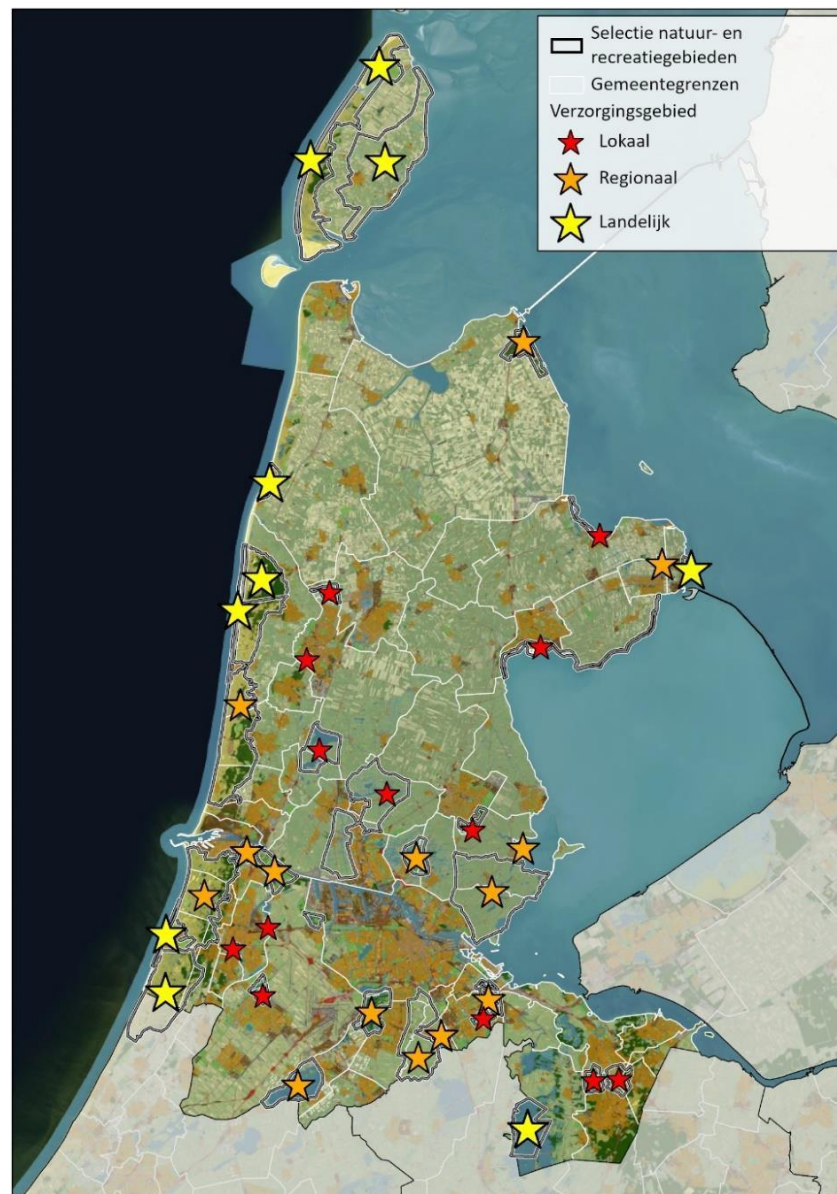 Selectie natuur- en
recreatiegebieden
Gemeentegrenzen
Verzorgingsgebied
Lokaal
Regionaal
Landelijk